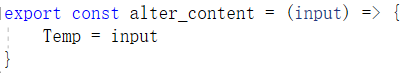 export const alter_content = (input) => {
    Temp = input
}